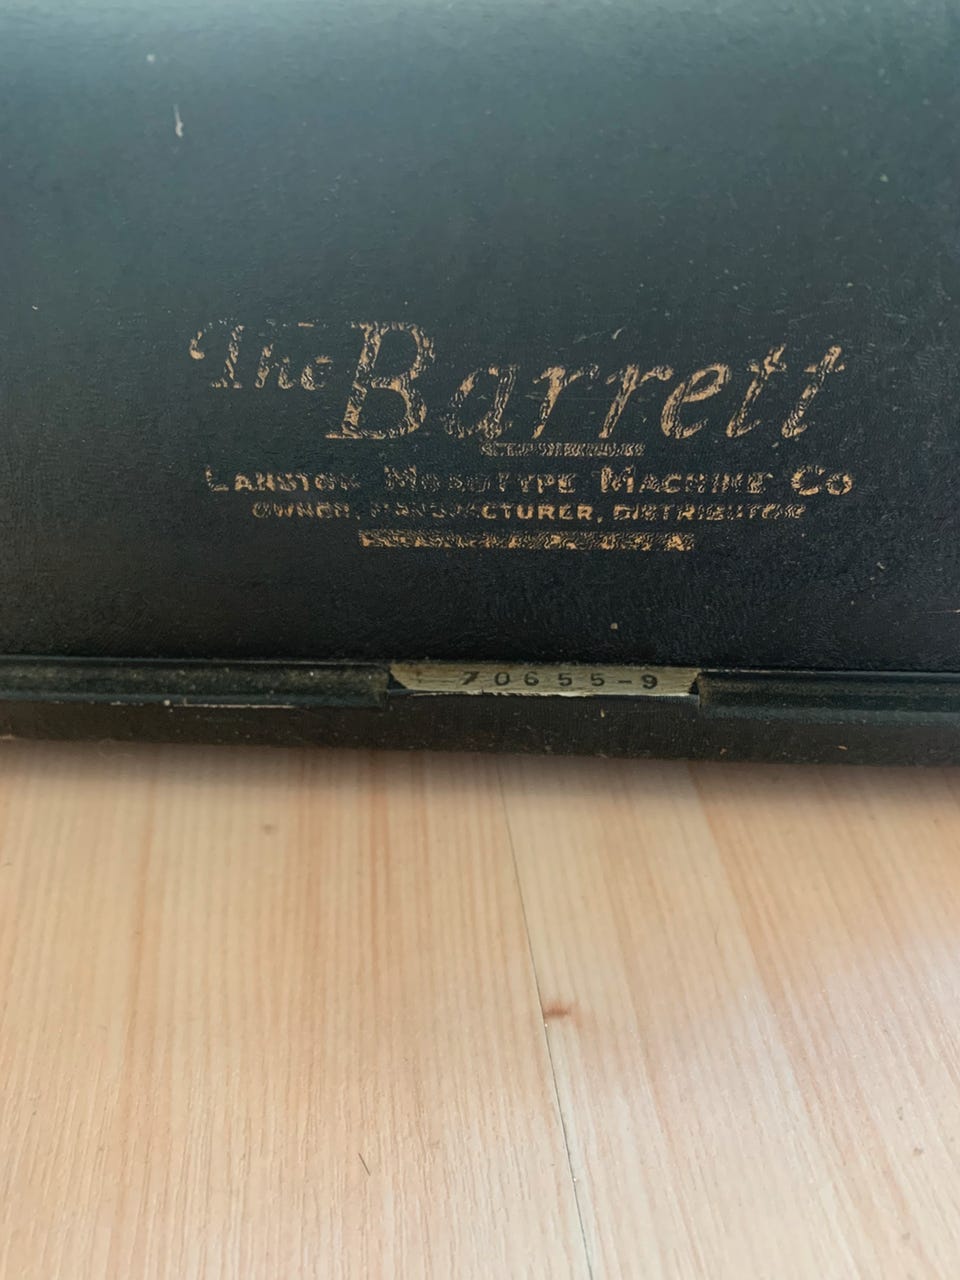 The Barrett
LANSTON MONOTYPE MACHINE CO
OWNER, MANUFACTURER, DISTRIBUTOR
70655-9